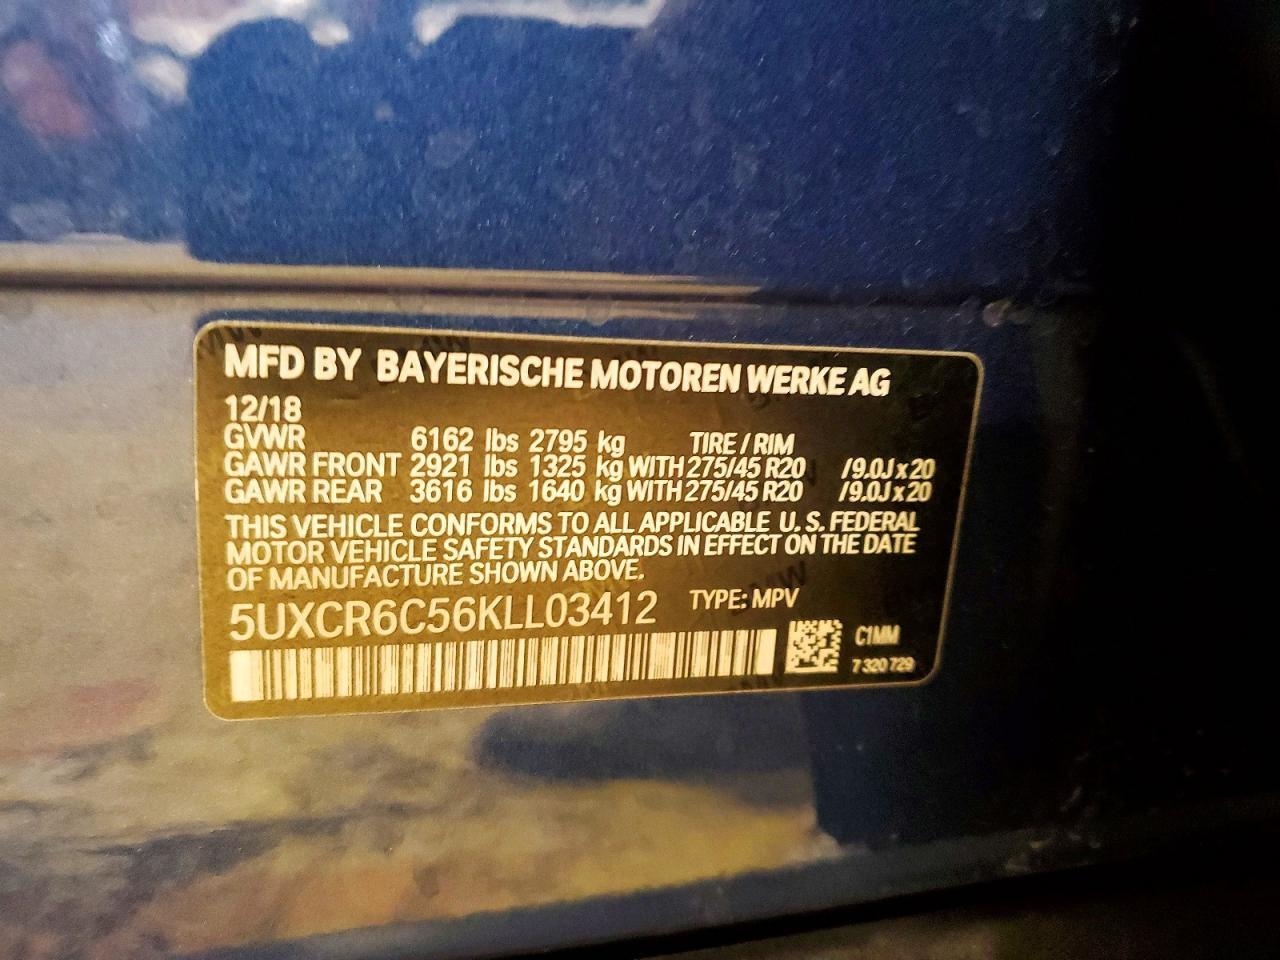 MFD BY BAYERISCHE MOTOREN WERKE AG
12/18
GVWR 6162 lbs 2795 kg TIRE / RIM
GAWR FRONT 2921 lbs 1325 kg WITH 275/45 R20 /9.0J x 20
GAWR REAR 3616 lbs 1640 kg WITH 275/45 R20 /9.0J x 20
THIS VEHICLE CONFORMS TO ALL APPLICABLE U. S. FEDERAL
MOTOR VEHICLE SAFETY STANDARDS IN EFFECT ON THE DATE
OF MANUFACTURE SHOWN ABOVE.
5UXCR6C56KLL03412 TYPE: MPV
C1MM
7 320 729